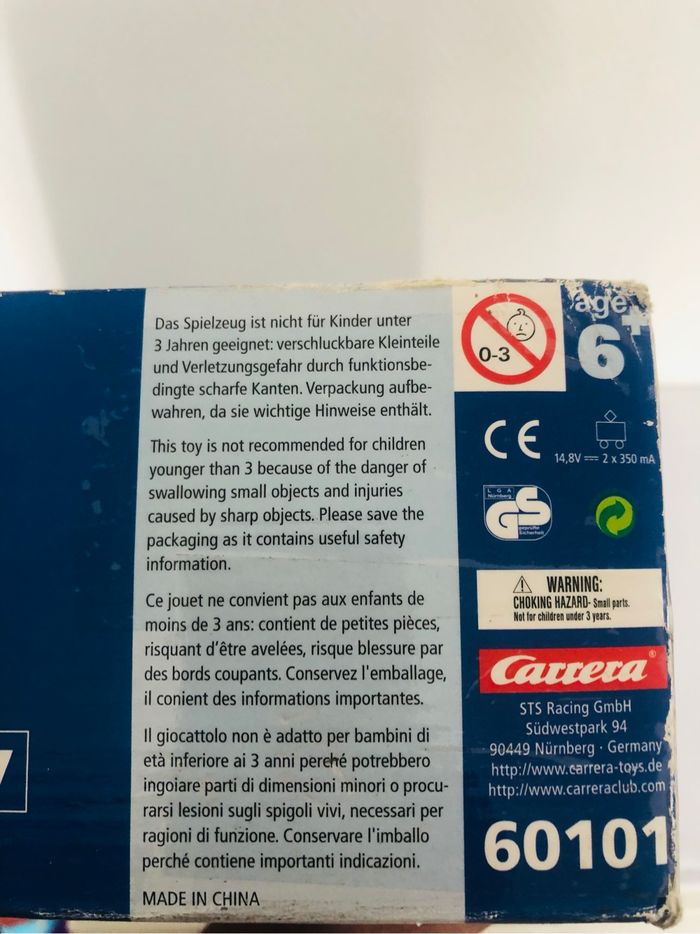 Das Spielzeug ist nicht für Kinder unter
3 Jahren geeignet: verschluckbare Kleinteile
und Verletzungsgefahr durch funktionsbe-
dingte scharfe Kanten. Verpackung aufbe-
wahren, da sie wichtige Hinweise enthält.
This toy is not recommended for children
younger than 3 because of the danger of
swallowing small objects and injuries
caused by sharp objects. Please save the
packaging as it contains useful safety
information.
Ce jouet ne convient pas aux enfants de
moins de 3 ans: contient de petites pièces,
risquant d'être avelées, risque blessure par
des bords coupants. Conservez l'emballage,
il conient des informations importantes.
Il giocattolo non è adatto per bambini di
età inferiore ai 3 anni perché potrebbero
ingoiare parti di dimensioni minori o procu-
rarsi lesioni sugli spigoli vivi, necessari per
ragioni di funzione. Conservare l'imballo
perché contiene importanti indicazioni.
MADE IN CHINA
0-3
age
6+
CE
14,8V 2 x 350 mA
LGA
Nürnberg
GS
geprüfte
Sicherheit
WARNING:
CHOKING HAZARD- Small parts.
Not for children under 3 years.
Carrera®
STS Racing GmbH
Südwestpark 94
90449 Nürnberg · Germany
http://www.carrera-toys.de
http://www.carreraclub.com
60101